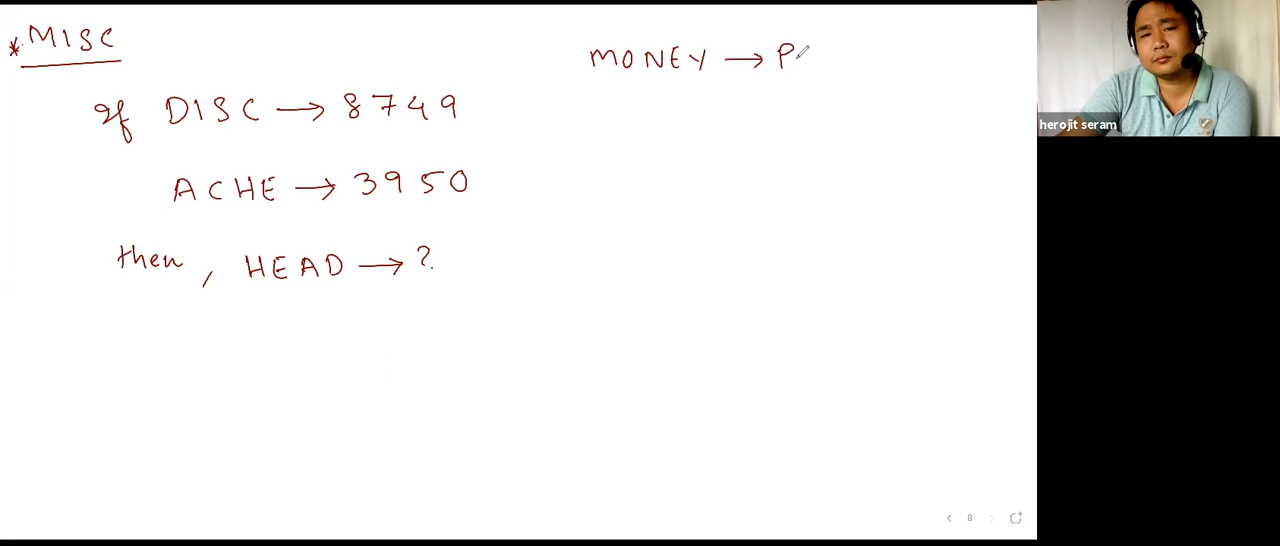 * MISC
If DISC → 8749
ACHE → 3950
then, HEAD → ?
MONEY → P
herojit seram
8